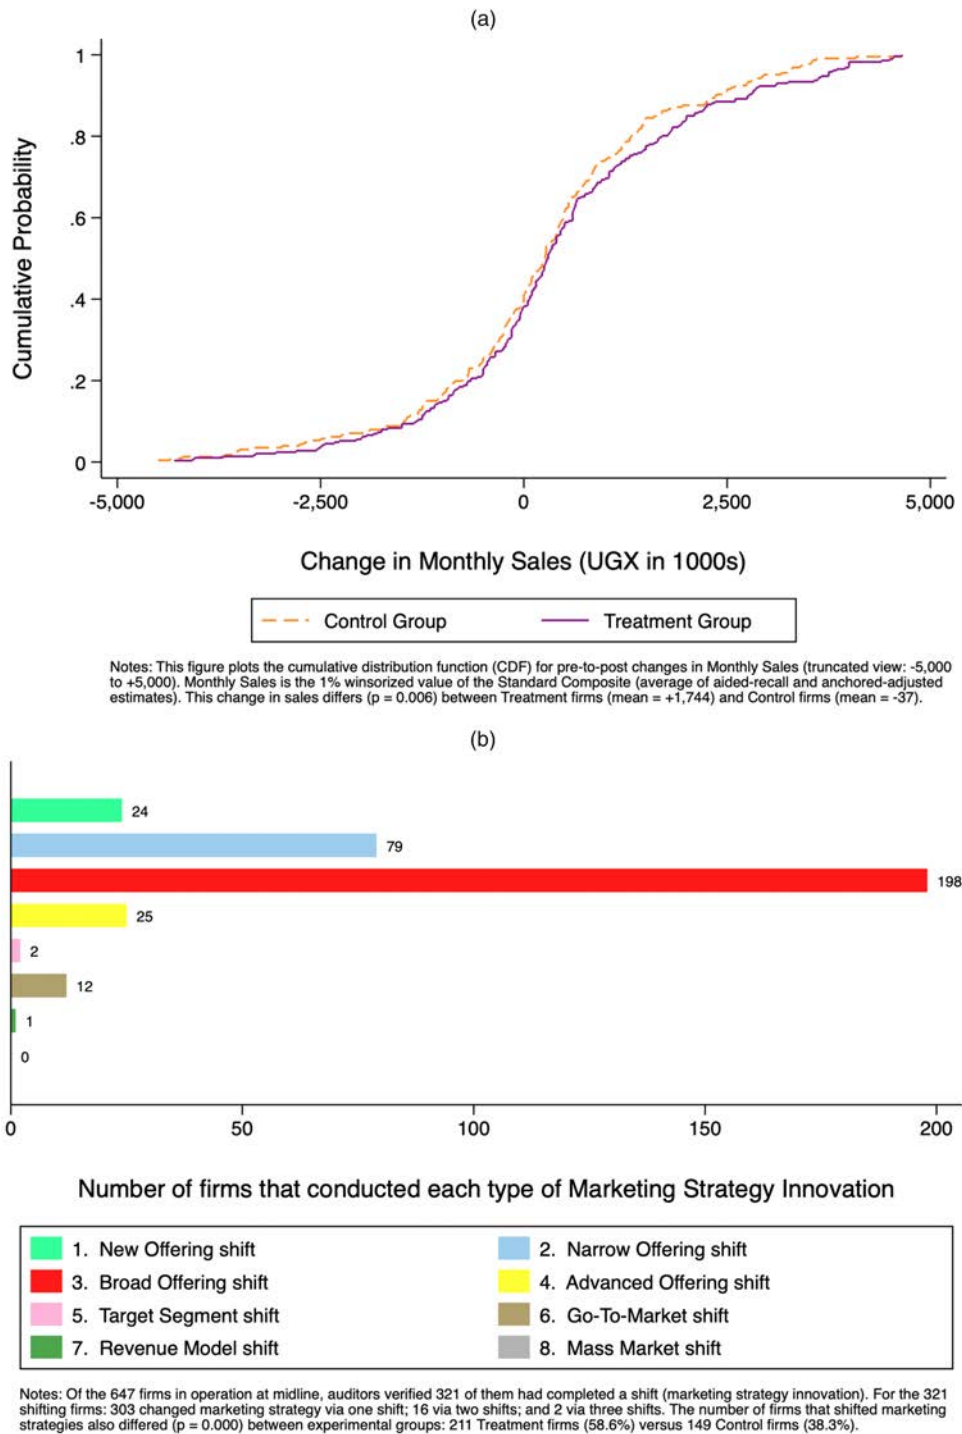 (a)
1
.8
.6
.4
.2
0
Cumulative Probability
-5,000 -2,500 0 2,500 5,000
Change in Monthly Sales (UGX in 1000s)
Control Group Treatment Group
Notes: This figure plots the cumulative distribution function (CDF) for pre-to-post changes in Monthly Sales (truncated view: -5,000
to +5,000). Monthly Sales is the 1% winsorized value of the Standard Composite (average of aided-recall and anchored-adjusted
estimates). This change in sales differs (p = 0.006) between Treatment firms (mean = +1,744) and Control firms (mean = -37).
(b)
24
79
198
25
2
12
1
0
0 50 100 150 200
Number of firms that conducted each type of Marketing Strategy Innovation
1. New Offering shift 2. Narrow Offering shift
3. Broad Offering shift 4. Advanced Offering shift
5. Target Segment shift 6. Go-To-Market shift
7. Revenue Model shift 8. Mass Market shift
Notes: Of the 647 firms in operation at midline, auditors verified 321 of them had completed a shift (marketing strategy innovation). For the 321
shifting firms: 303 changed marketing strategy via one shift; 16 via two shifts; and 2 via three shifts. The number of firms that shifted marketing
strategies also differed (p = 0.000) between experimental groups: 211 Treatment firms (58.6%) versus 149 Control firms (38.3%).